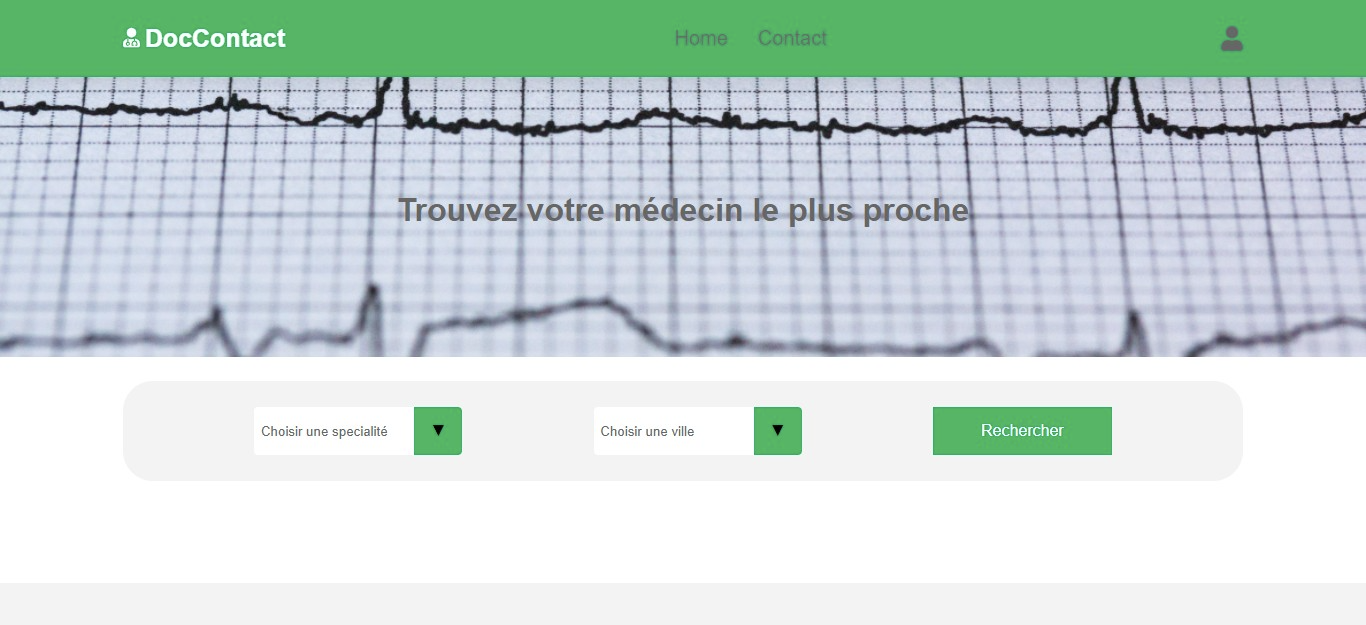 DocContact
Home Contact
Trouvez votre médecin le plus proche
Choisir une specialité ▼ Choisir une ville ▼ Rechercher